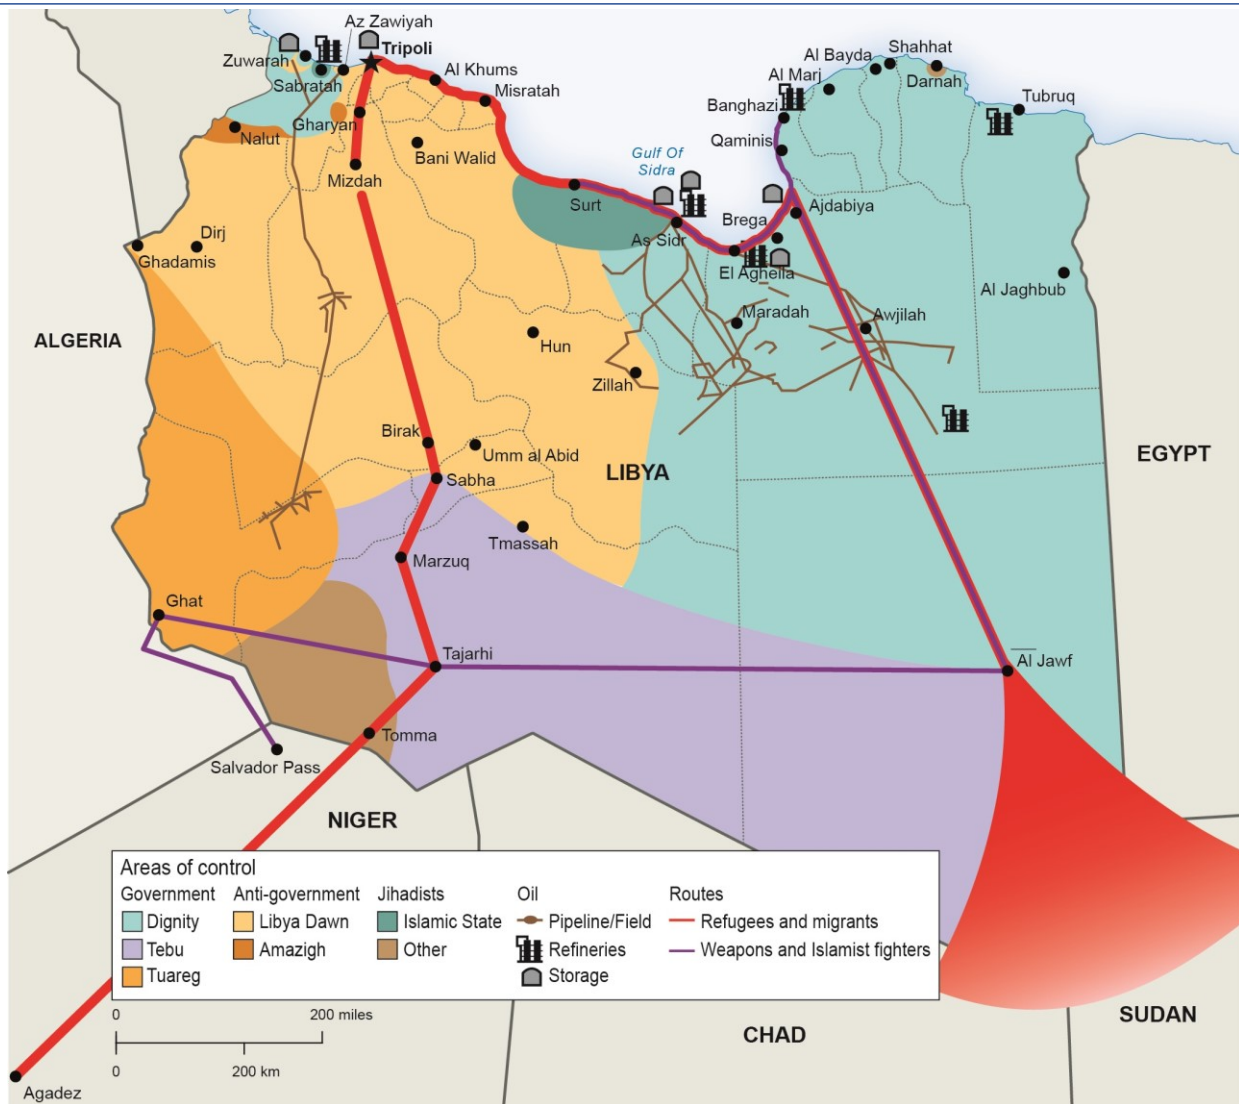 Az Zawiyah
Tripoli
Zuwarah
Sabratah
Al Khums
Misratah
Gharyan
Nalut
Bani Walid
Mizdah
Shahhat
Al Bayda
Darnah
Al Marj
Tubruq
Banghazi
Qaminis
Gulf Of
Sidra
Surt
Brega
Ajdabiya
As Sidr
El Agheila
Dirj
Ghadamis
Al Jaghbub
Maradah
Awjilah
ALGERIA
Hun
Zillah
Birak
Umm al Abid
LIBYA
EGYPT
Sabha
Tmassah
Marzuq
Ghat
Tajarhi
Al Jawf
Tomma
Salvador Pass
NIGER
Areas of control
Government
Dignity
Tebu
Tuareg
Anti-government
Libya Dawn
Amazigh
Jihadists
Islamic State
Other
Oil
Pipeline/Field
Refineries
Storage
Routes
Refugees and migrants
Weapons and Islamist fighters
0 200 miles
0 200 km
CHAD
SUDAN
Agadez